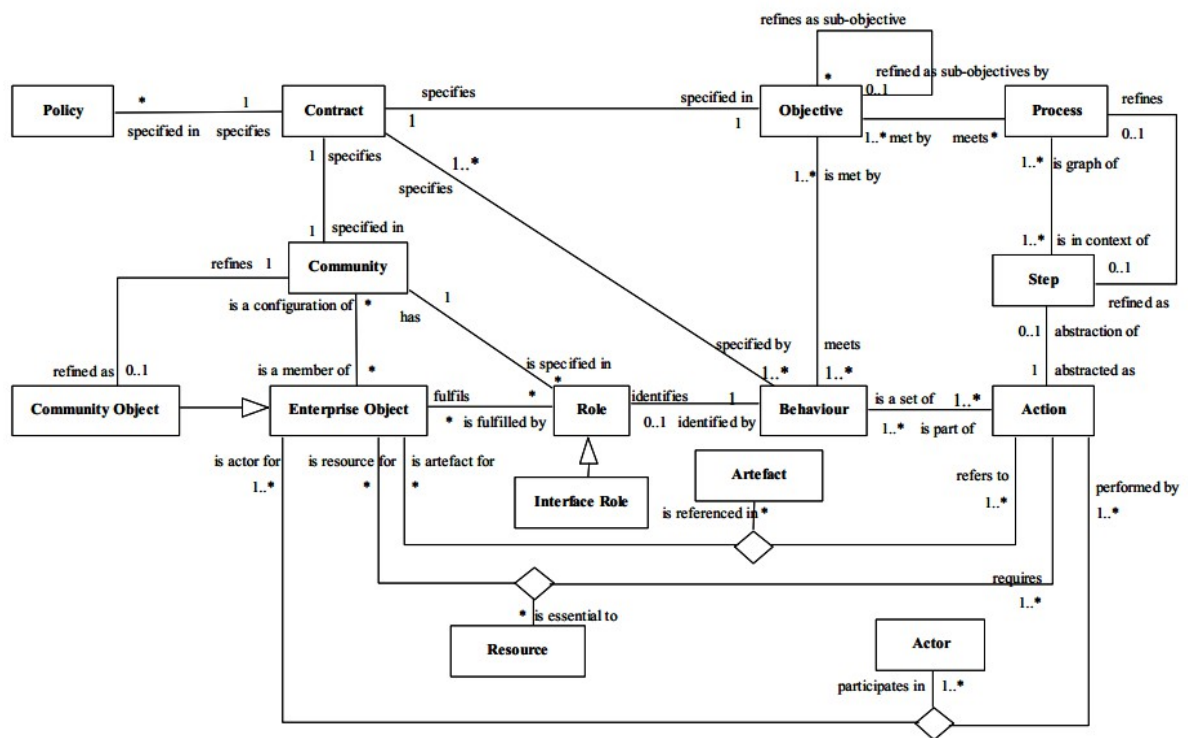 refines as sub-objective
* refined as sub-objectives by
0..1
Policy
* 1
specified in specifies
Contract
specifies specified in
1 1
Objective
1..* met by meets *
Process
refines
0..1
1 specifies
1..*
specifies
1..* is met by
1..* is graph of
1 specified in
1..* is in context of
refines 1
Community
Step
0..1
refined as
is a configuration of *
1
has
0..1 abstraction of
specified by meets
1..* 1..*
is specified in
*
refined as 0..1
is a member of *
1 abstracted as
Community Object
Enterprise Object
fulfils *
* is fulfilled by
Role
identifies 1
0..1 identified by
Behaviour
is a set of 1..*
1..* is part of
Action
is actor for is resource for is artefact for
1..* * *
Artefact
refers to
1..*
performed by
1..*
Interface Role
is referenced in *
requires
1..*
* is essential to
Resource
Actor
participates in 1..*